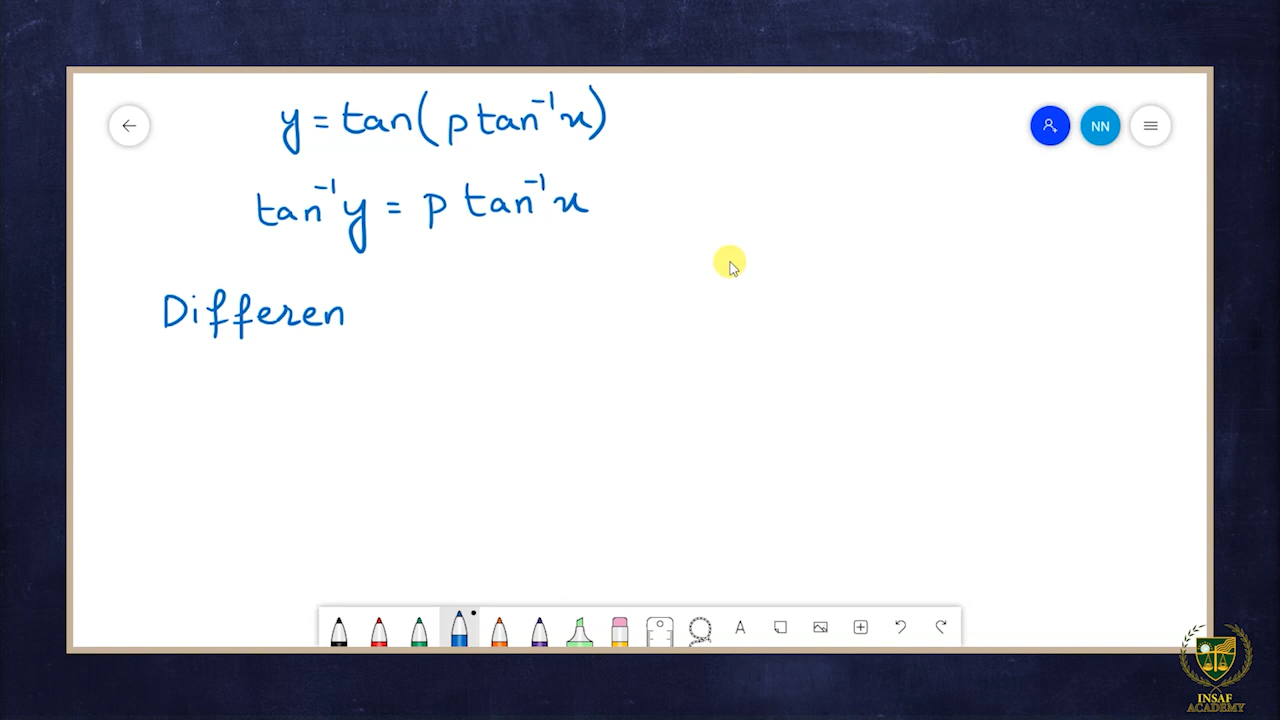 y = tan(p tan⁻¹x)
NN
tan⁻¹y = p tan⁻¹x
Differen
A
INSAF
ACADEMY